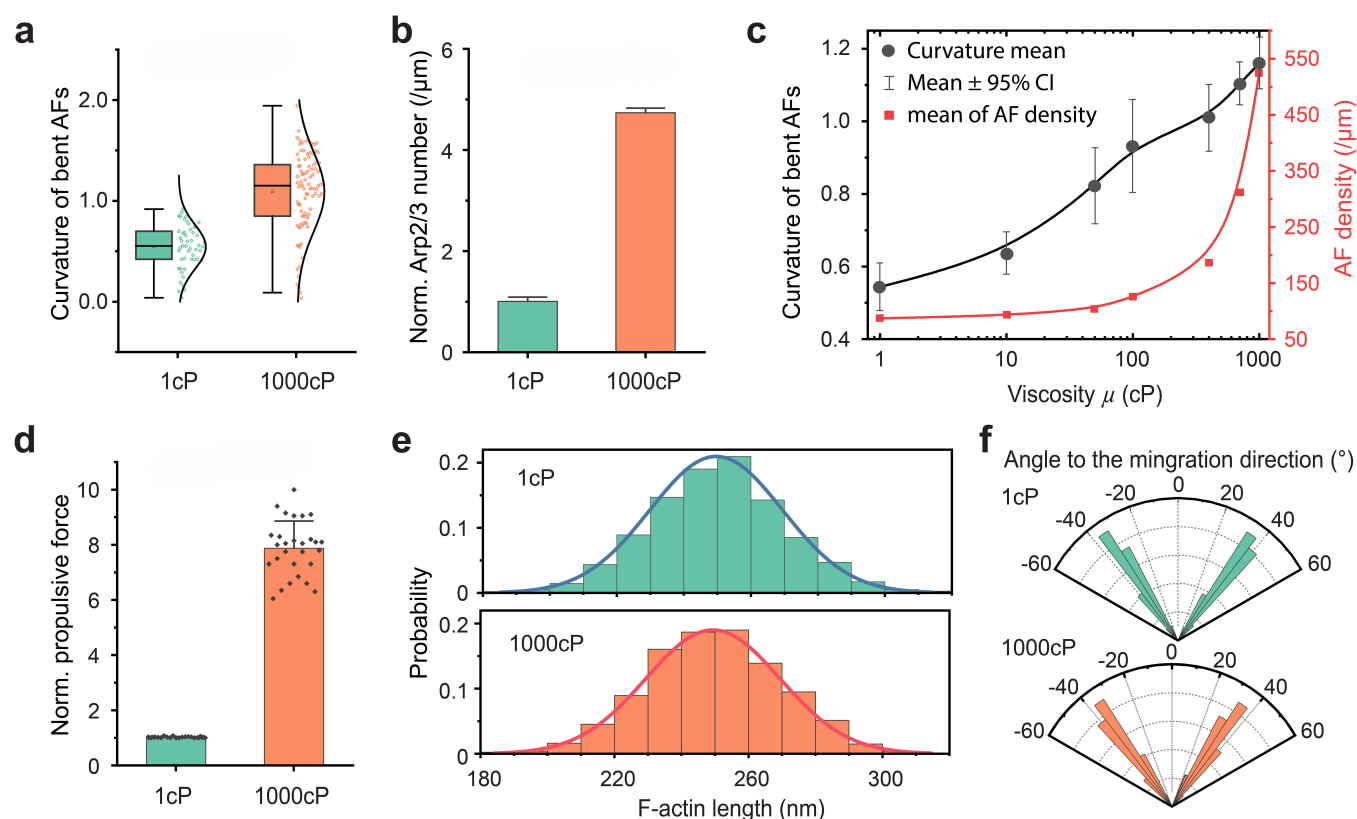 a
Curvature of bent AFs
2.0
1.0
0.0
1cP
1000cP
b
Norm. Arp2/3 number (/μm)
6
4
2
0
1cP
1000cP
c
Curvature of bent AFs
1.2
1.0
0.8
0.6
0.4
Curvature mean
Mean ± 95% CI
mean of AF density
550
450
350
250
150
50
AF density (/μm)
1
10
100
1000
Viscosity μ (cP)
d
Norm. propulsive force
10
8
6
4
2
0
1cP
1000cP
e
Probability
0.2
0.1
0
1cP
0.2
0.1
0
1000cP
180
220
260
300
F-actin length (nm)
f
Angle to the mingration direction (°)
1cP
-60
-40
-20
0
20
40
60
1000cP
-60
-40
-20
0
20
40
60